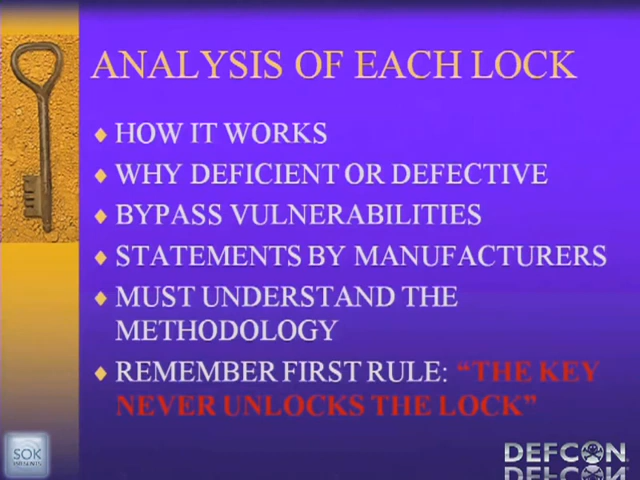 ANALYSIS OF EACH LOCK
HOW IT WORKS
WHY DEFICIENT OR DEFECTIVE
BYPASS VULNERABILITIES
STATEMENTS BY MANUFACTURERS
MUST UNDERSTAND THE
METHODOLOGY
REMEMBER FIRST RULE: “THE KEY
NEVER UNLOCKS THE LOCK”
SOK
PRESENTS
DEFCON